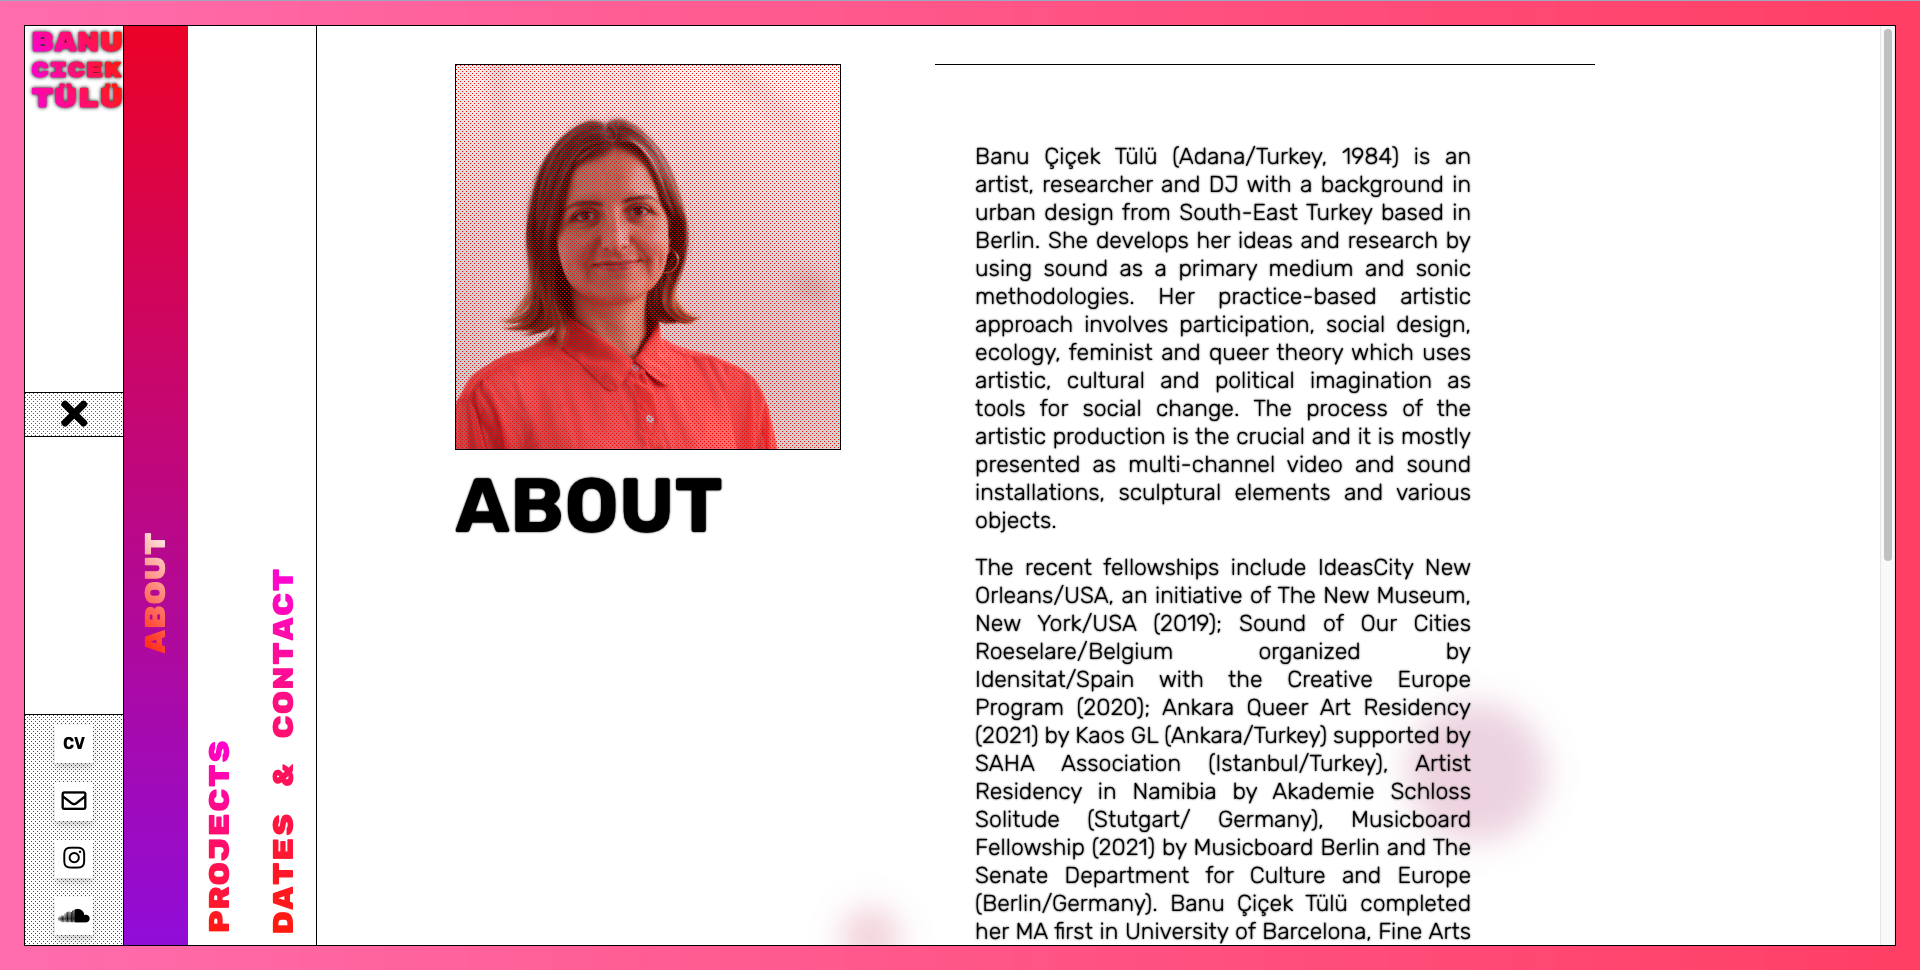 BANU
CICEK
TÜLÜ
CV
ABOUT
PROJECTS
DATES & CONTACT
ABOUT
Banu Çiçek Tülü (Adana/Turkey, 1984) is an
artist, researcher and DJ with a background in
urban design from South-East Turkey based in
Berlin. She develops her ideas and research by
using sound as a primary medium and sonic
methodologies. Her practice-based artistic
approach involves participation, social design,
ecology, feminist and queer theory which uses
artistic, cultural and political imagination as
tools for social change. The process of the
artistic production is the crucial and it is mostly
presented as multi-channel video and sound
installations, sculptural elements and various
objects.
The recent fellowships include IdeasCity New
Orleans/USA, an initiative of The New Museum,
New York/USA (2019); Sound of Our Cities
Roeselare/Belgium organized by
Idensitat/Spain with the Creative Europe
Program (2020); Ankara Queer Art Residency
(2021) by Kaos GL (Ankara/Turkey) supported by
SAHA Association (Istanbul/Turkey), Artist
Residency in Namibia by Akademie Schloss
Solitude (Stutgart/ Germany), Musicboard
Fellowship (2021) by Musicboard Berlin and The
Senate Department for Culture and Europe
(Berlin/Germany). Banu Çiçek Tülü completed
her MA first in University of Barcelona, Fine Arts